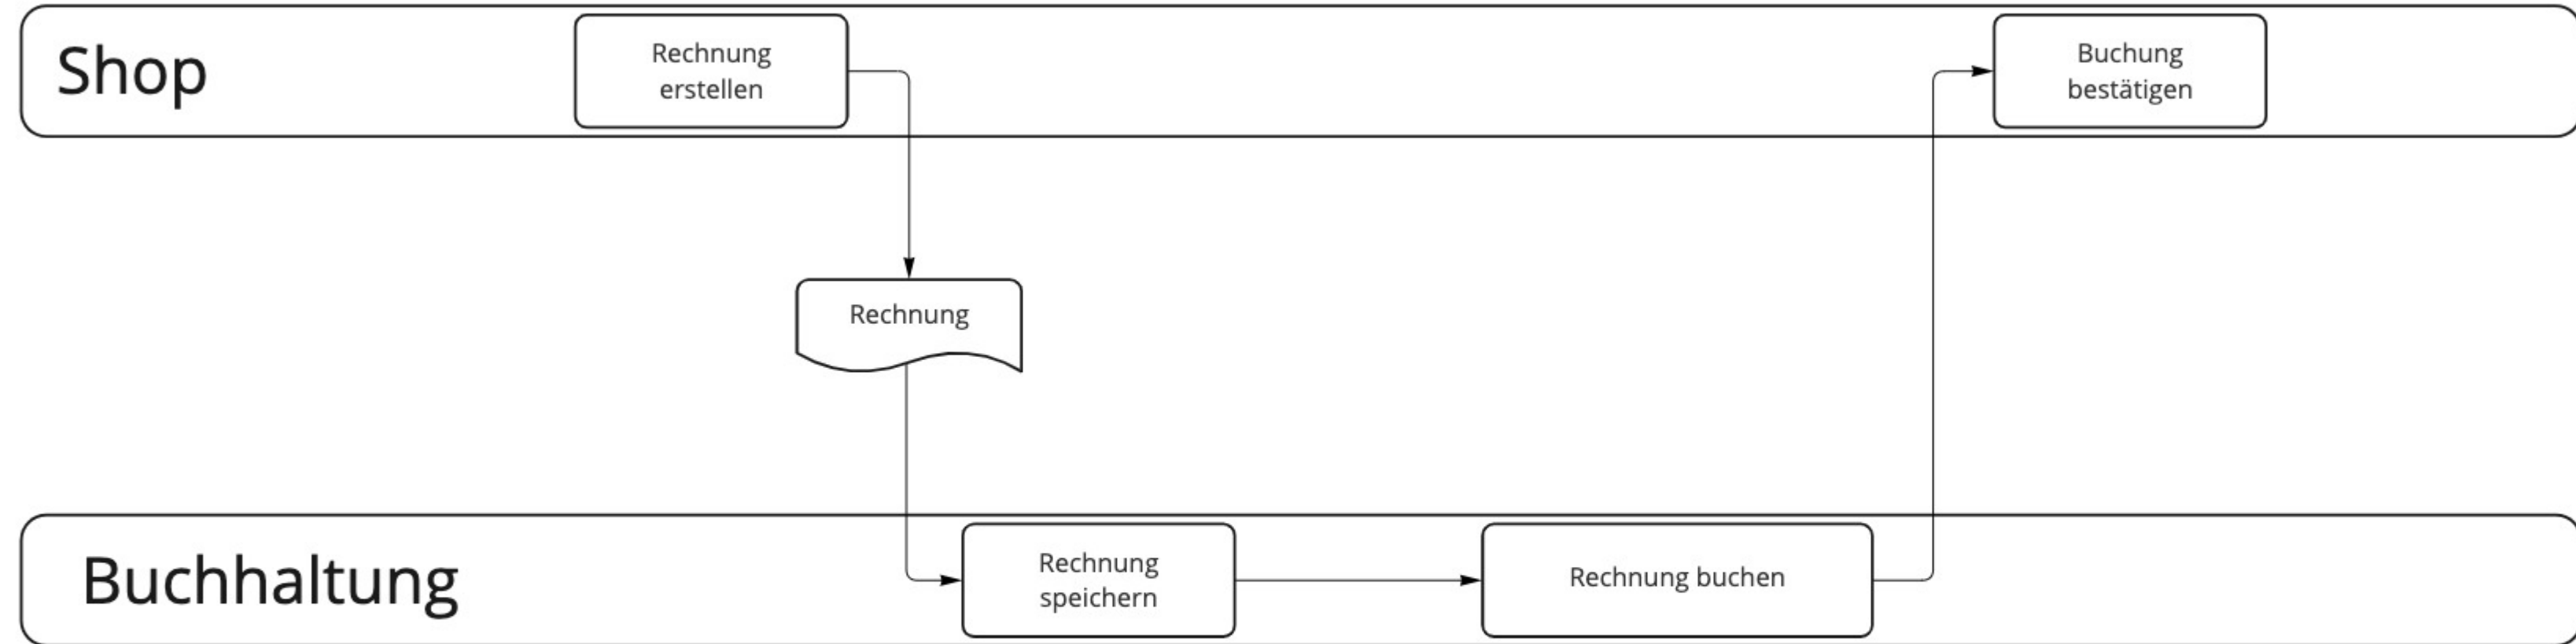 Shop
Rechnung
erstellen
Buchung
bestätigen
Rechnung
Buchhaltung
Rechnung
speichern
Rechnung buchen